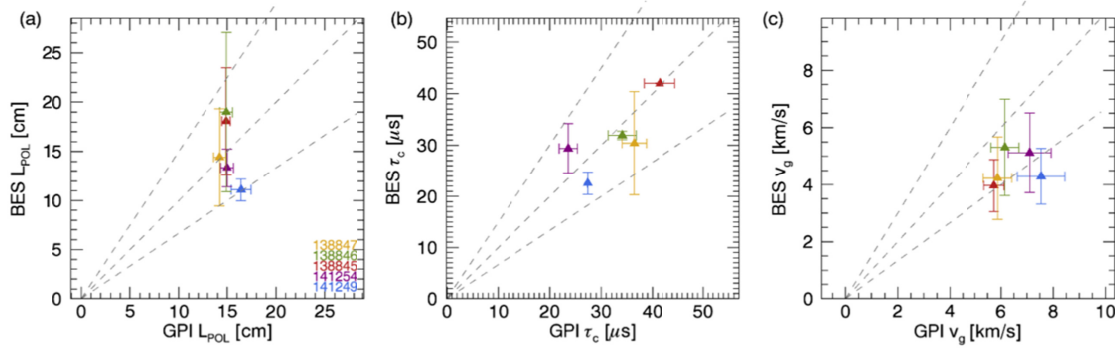 (a)
25
20
15
10
5
0
BES L_POL [cm]
0 5 10 15 20 25
GPI L_POL [cm]
138847
138846
138845
141254
141249
(b)
50
40
30
20
10
0
BES τ_c [μs]
0 10 20 30 40 50
GPI τ_c [μs]
(c)
8
6
4
2
0
BES v_g [km/s]
0 2 4 6 8 10
GPI v_g [km/s]